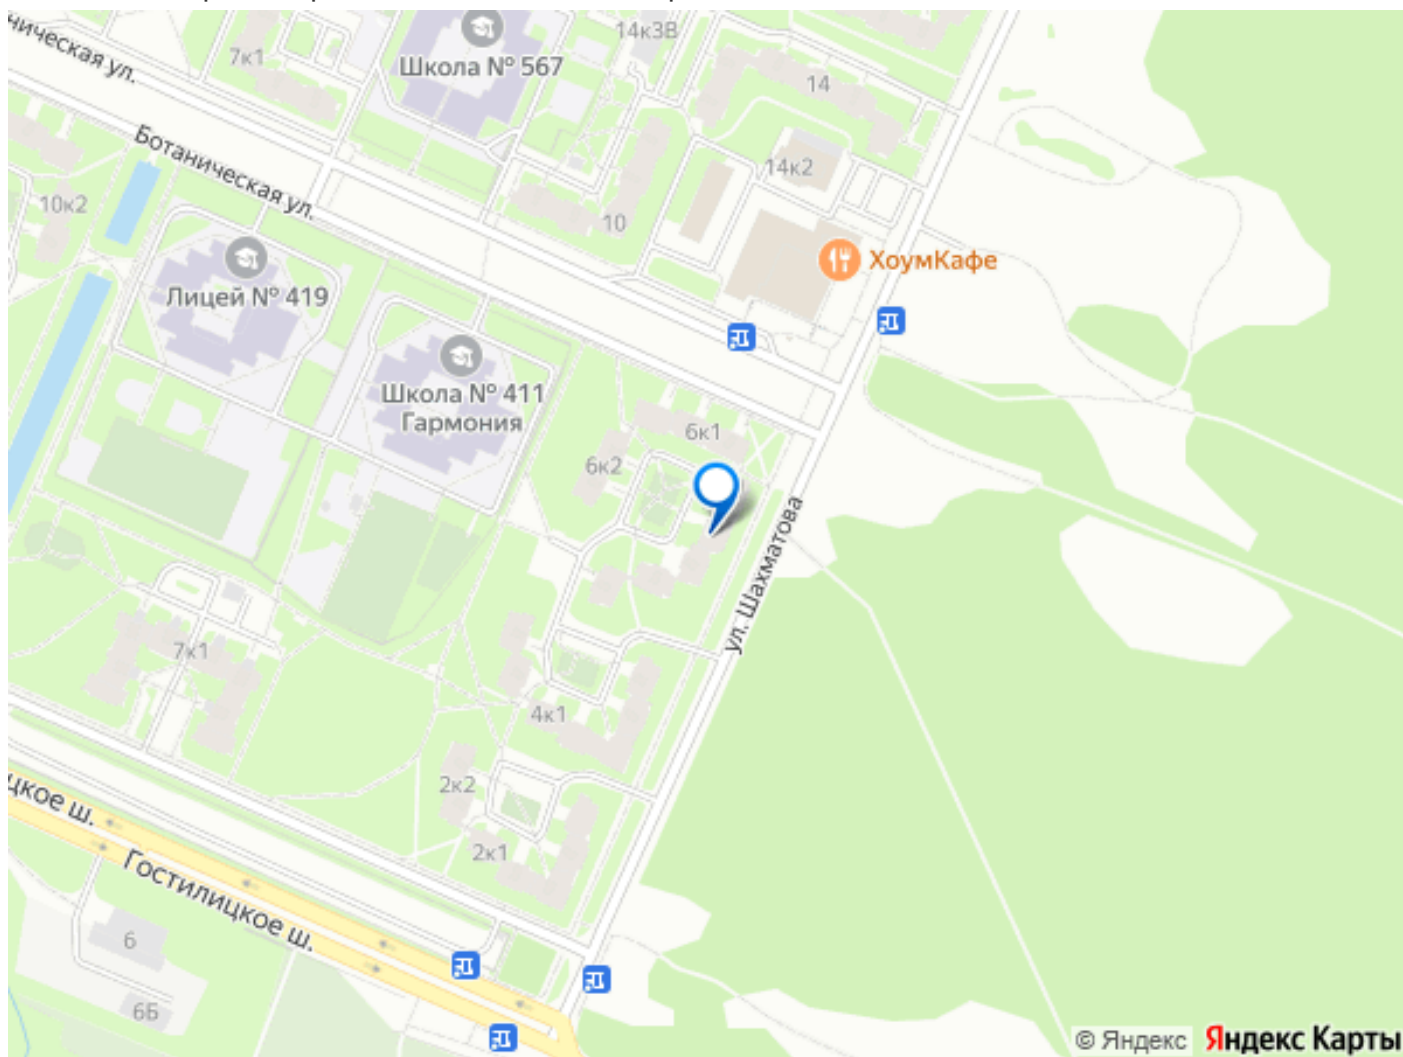 14к3В
ническая ул.
7к1
Школа № 567
14
Ботаническая ул.
14к2
10к2
10
ХоумКафе
Лицей № 419
Школа № 411
Гармония
6к1
6к2
ул. Шахматова
7к1
4к1
2к2
цкое ш.
2к1
Гостилицкое ш.
6
6Б
© Яндекс Яндекс Карты